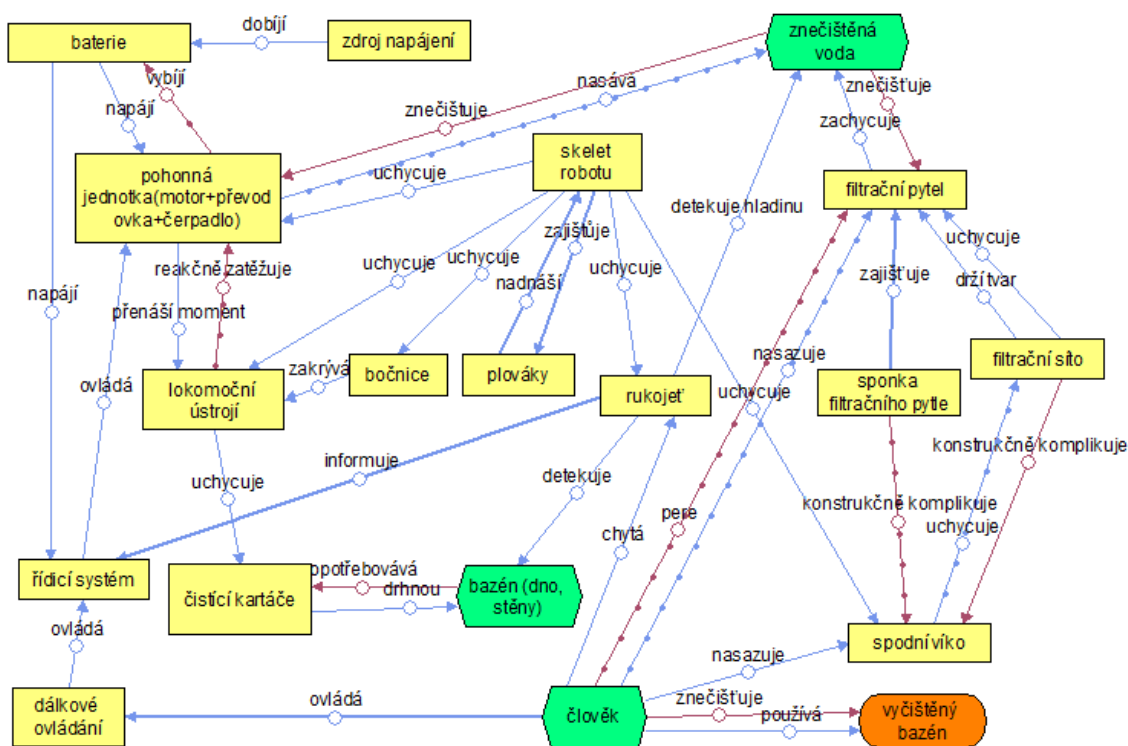 dobíjí
baterie
zdroj napájení
znečištěná
voda
vybíjí
nasává
znečišťuje
znečištuje
napájí
zachycuje
skelet
robotu
pohonná
jednotka(motor+převod
ovka+čerpadlo)
uchycuje
filtrační pytel
detekuje hladinu
zajištůje
uchycuje
reakčně zatěžuje
uchycuje
uchycuje
uchycuje
zajišťuje
drží tvar
nadnáší
napájí
přenáší moment
nasazuje
zakrývá
bočnice
plováky
filtrační síto
ovládá
lokomoční
ústrojí
rukojeť
uchycuje
sponka
filtračního pytle
informuje
konstrukčně komplikuje
uchycuje
detekuje
pere
konstrukčně komplikuje
chytá
uchycuje
řídicí systém
opotřebovává
čistící kartáče
drhnou
bazén (dno,
stěny)
ovládá
spodní víko
nasazuje
dálkové
ovládání
ovládá
člověk
znečišťuje
používá
vyčištěný
bazén